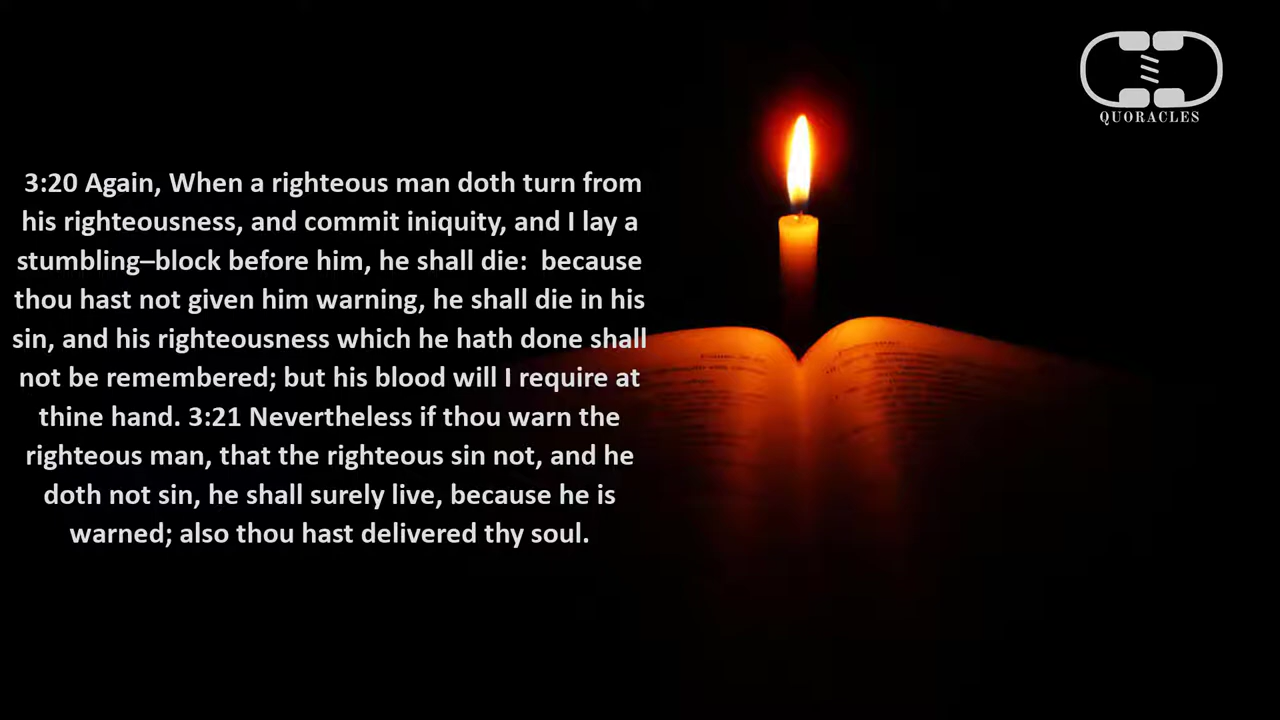 QUORACLES
3:20 Again, When a righteous man doth turn from
his righteousness, and commit iniquity, and I lay a
stumbling–block before him, he shall die:  because
thou hast not given him warning, he shall die in his
sin, and his righteousness which he hath done shall
not be remembered; but his blood will I require at
thine hand. 3:21 Nevertheless if thou warn the
righteous man, that the righteous sin not, and he
doth not sin, he shall surely live, because he is
warned; also thou hast delivered thy soul.